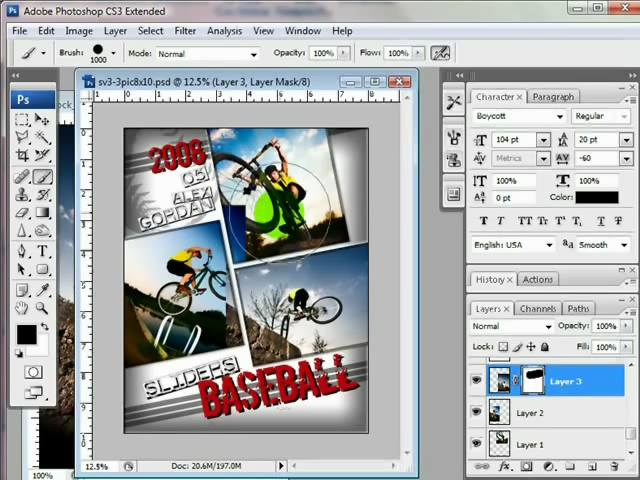 Adobe Photoshop CS3 Extended
File Edit Image Layer Select Filter Analysis View Window Help
Brush: 1000 Mode: Normal Opacity: 100% Flow: 100%
Ps
sv3-3pic8x10.psd @ 12.5% (Layer 3, Layer Mask/8)
2008
05|
ALEX
GORDAN
SLIDERS
BASEBALL
12.5% Doc: 20.6M/197.0M
100%
Character Paragraph
Boycott Regular
104 pt 20 pt
Metrics -60
100% 100%
0 pt Color:
English: USA Smooth
History Actions
Layers Channels Paths
Normal Opacity: 100%
Lock: Fill: 100%
Layer 3
Layer 2
Layer 1